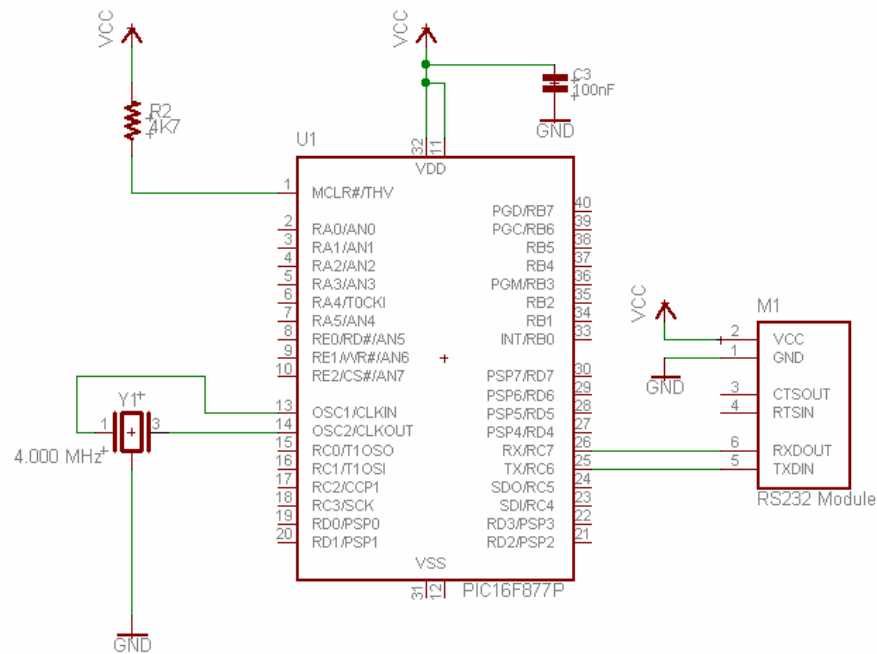 VCC
VCC
R2
4K7
C3
100nF
GND
U1
32
11
VDD
1 MCLR#/THV
2 RA0/AN0
3 RA1/AN1
4 RA2/AN2
5 RA3/AN3
6 RA4/T0CKI
7 RA5/AN4
8 RE0/RD#/AN5
9 RE1/WR#/AN6
10 RE2/CS#/AN7
13 OSC1/CLKIN
14 OSC2/CLKOUT
15 RC0/T1OSO
16 RC1/T1OSI
17 RC2/CCP1
18 RC3/SCK
19 RD0/PSP0
20 RD1/PSP1
PGD/RB7 40
PGC/RB6 39
RB5 38
RB4 37
PGM/RB3 36
RB2 35
RB1 34
INT/RB0 33
PSP7/RD7 30
PSP6/RD6 29
PSP5/RD5 28
PSP4/RD4 27
RX/RC7 26
TX/RC6 25
SDO/RC5 24
SDI/RC4 23
RD3/PSP3 22
RD2/PSP2 21
VSS
31
12
PIC16F877P
Y1
1
3
4.000 MHz
GND
VCC
GND
M1
2 VCC
1 GND
3 CTSOUT
4 RTSIN
6 RXDOUT
5 TXDIN
RS232 Module